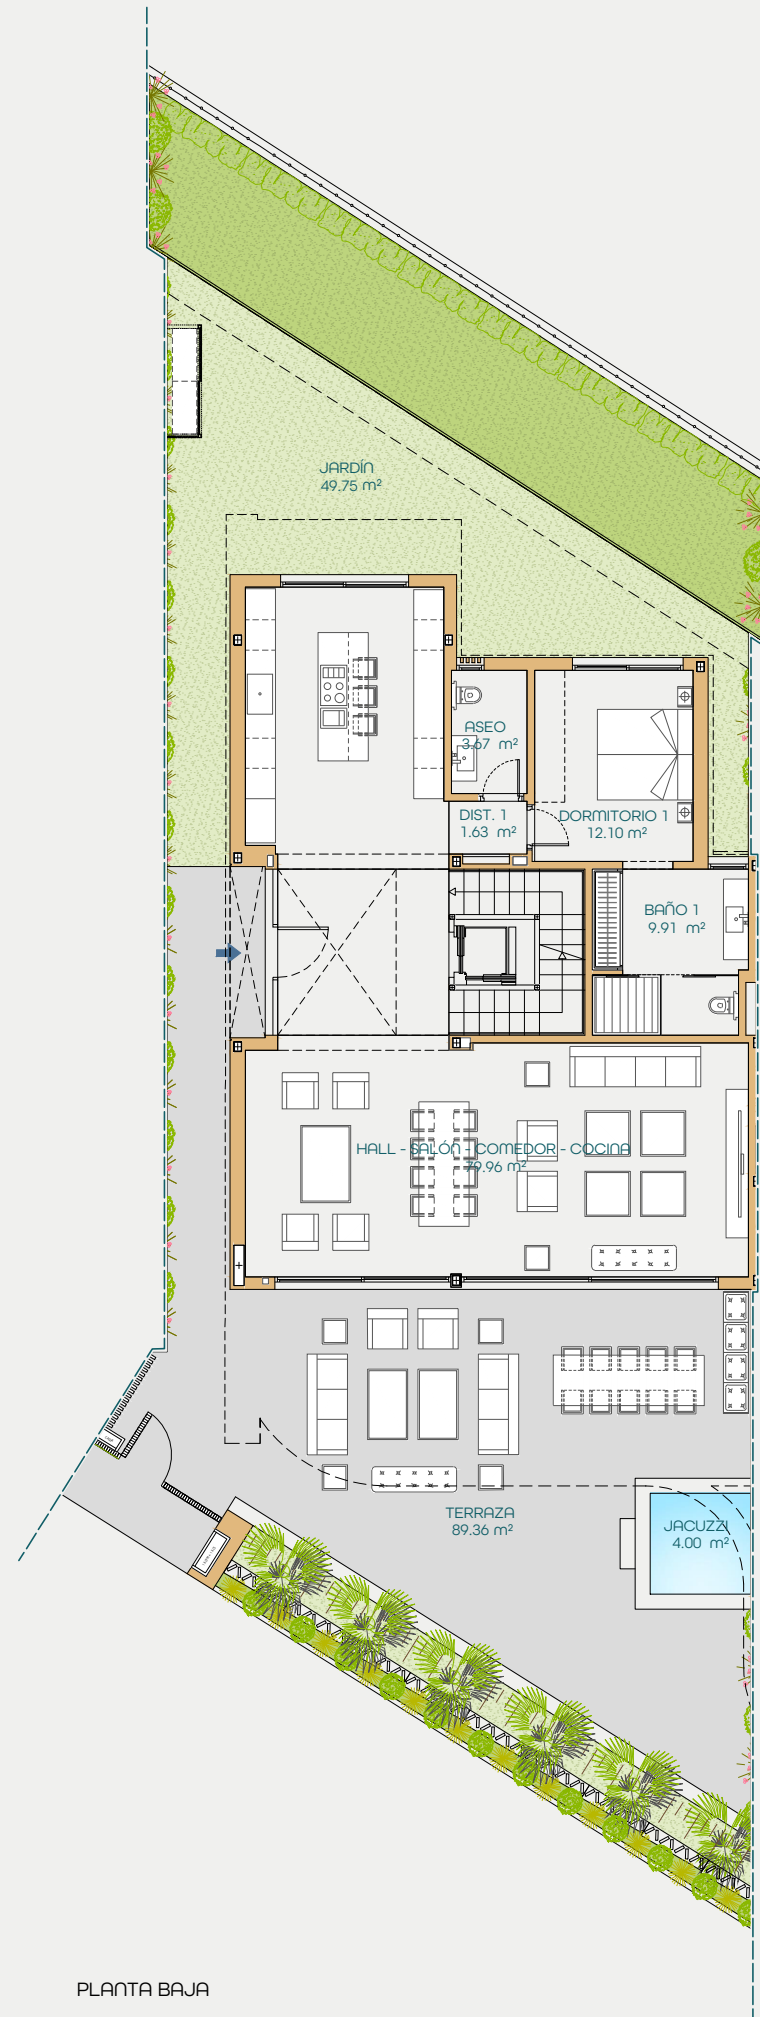 JARDÍN
49.75 m²
ASEO
3.67 m²
DIST. 1
1.63 m²
DORMITORIO 1
12.10 m²
BAÑO 1
9.91 m²
HALL - SALÓN - COMEDOR - COCINA
79.96 m²
TERRAZA
89.36 m²
JACUZZI
4.00 m²
PLANTA BAJA